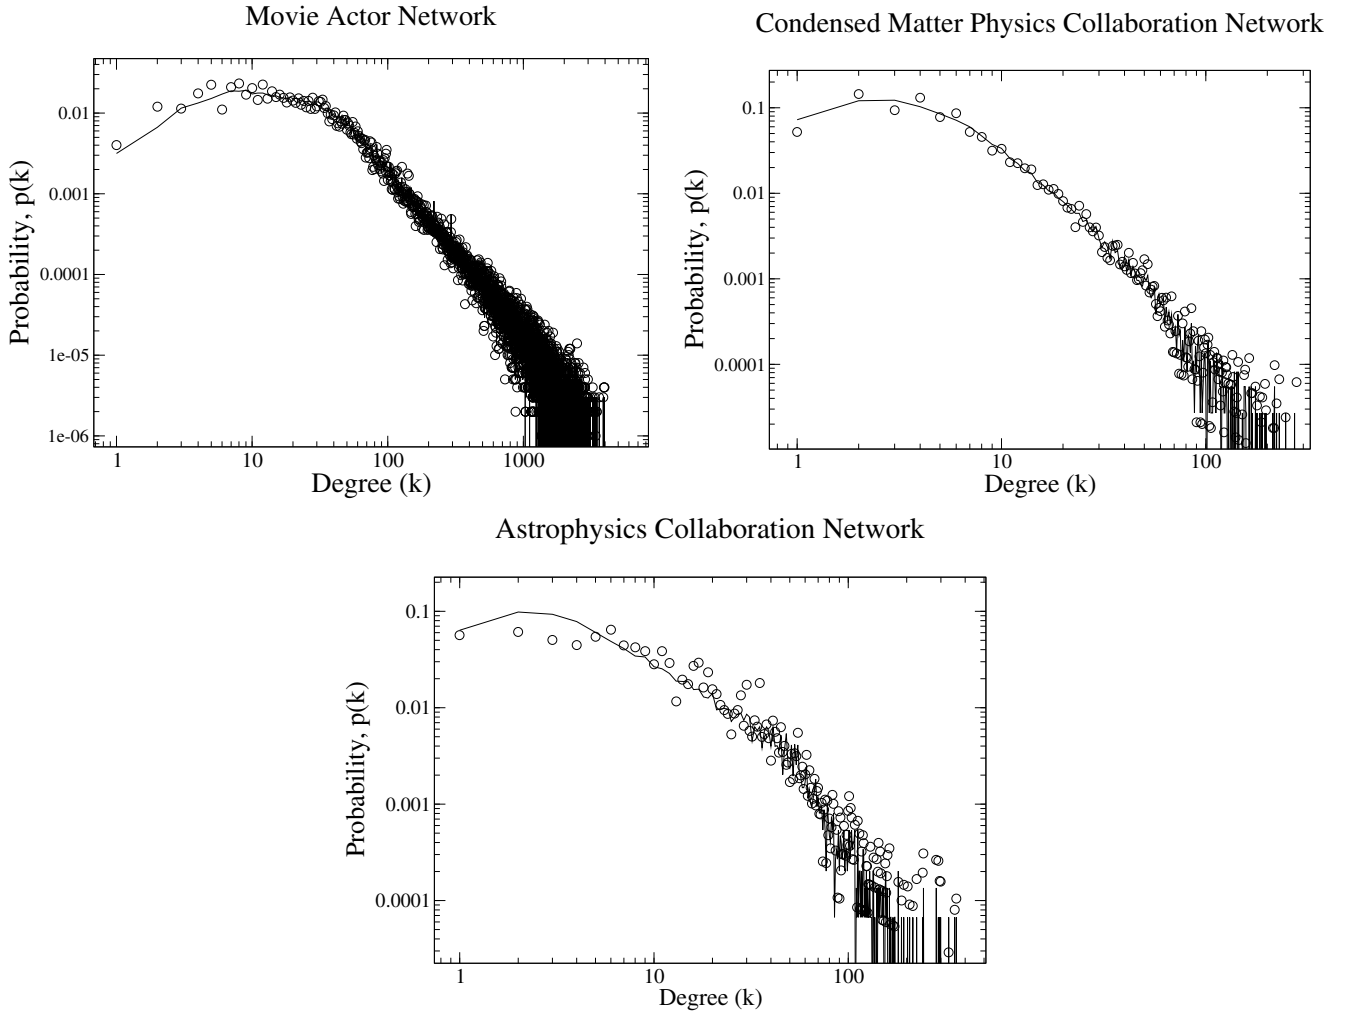 Movie Actor Network
Probability, p(k)
0.01
0.001
0.0001
1e-05
1e-06
1 10 100 1000
Degree (k)
Condensed Matter Physics Collaboration Network
Probability, p(k)
0.1
0.01
0.001
0.0001
1 10 100
Degree (k)
Astrophysics Collaboration Network
Probability, p(k)
0.1
0.01
0.001
0.0001
1 10 100
Degree (k)